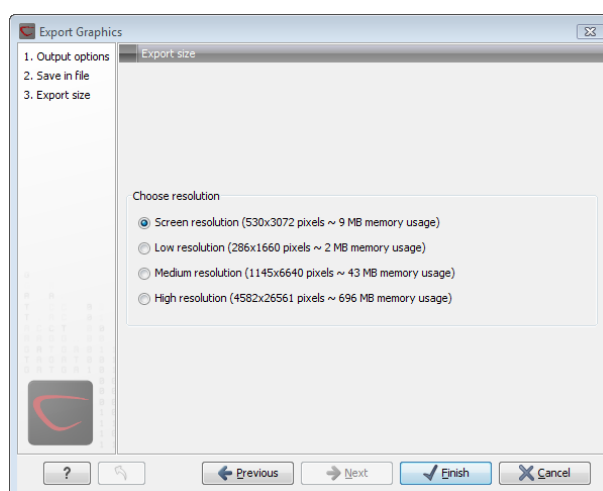 Export Graphics
1. Output options
2. Save in file
3. Export size
Export size
Choose resolution
Screen resolution (530x3072 pixels ~ 9 MB memory usage)
Low resolution (286x1660 pixels ~ 2 MB memory usage)
Medium resolution (1145x6640 pixels ~ 43 MB memory usage)
High resolution (4582x26561 pixels ~ 696 MB memory usage)
?
Previous
Next
Finish
Cancel